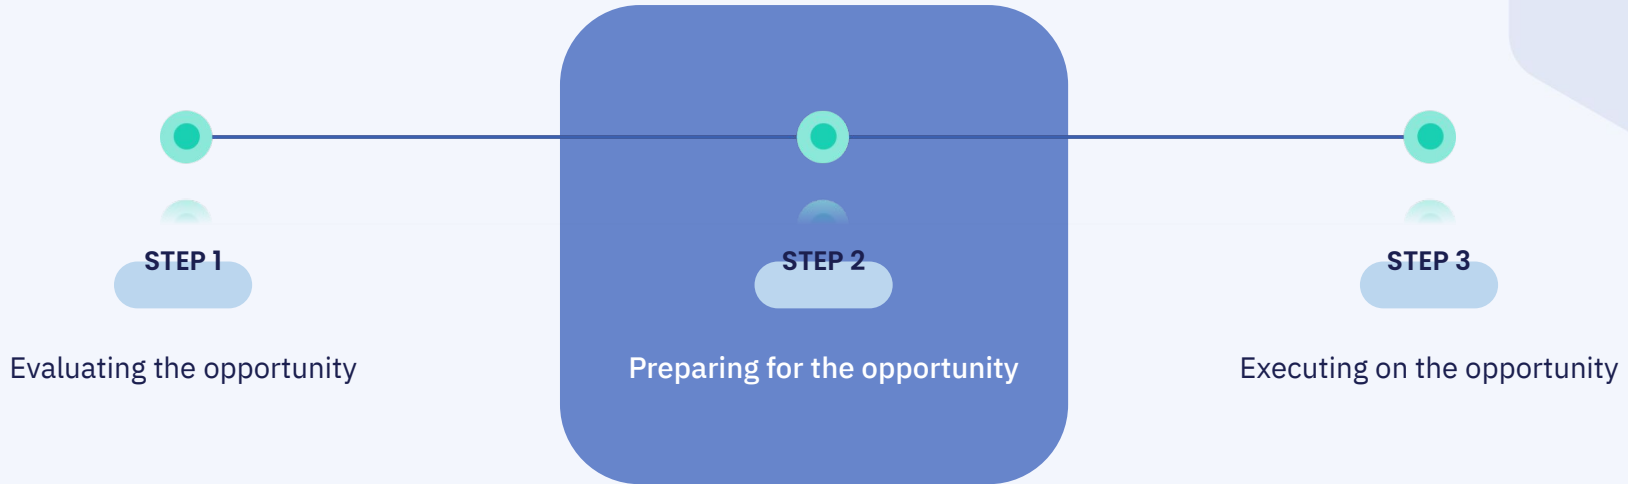 STEP 1
Evaluating the opportunity
STEP 2
Preparing for the opportunity
STEP 3
Executing on the opportunity